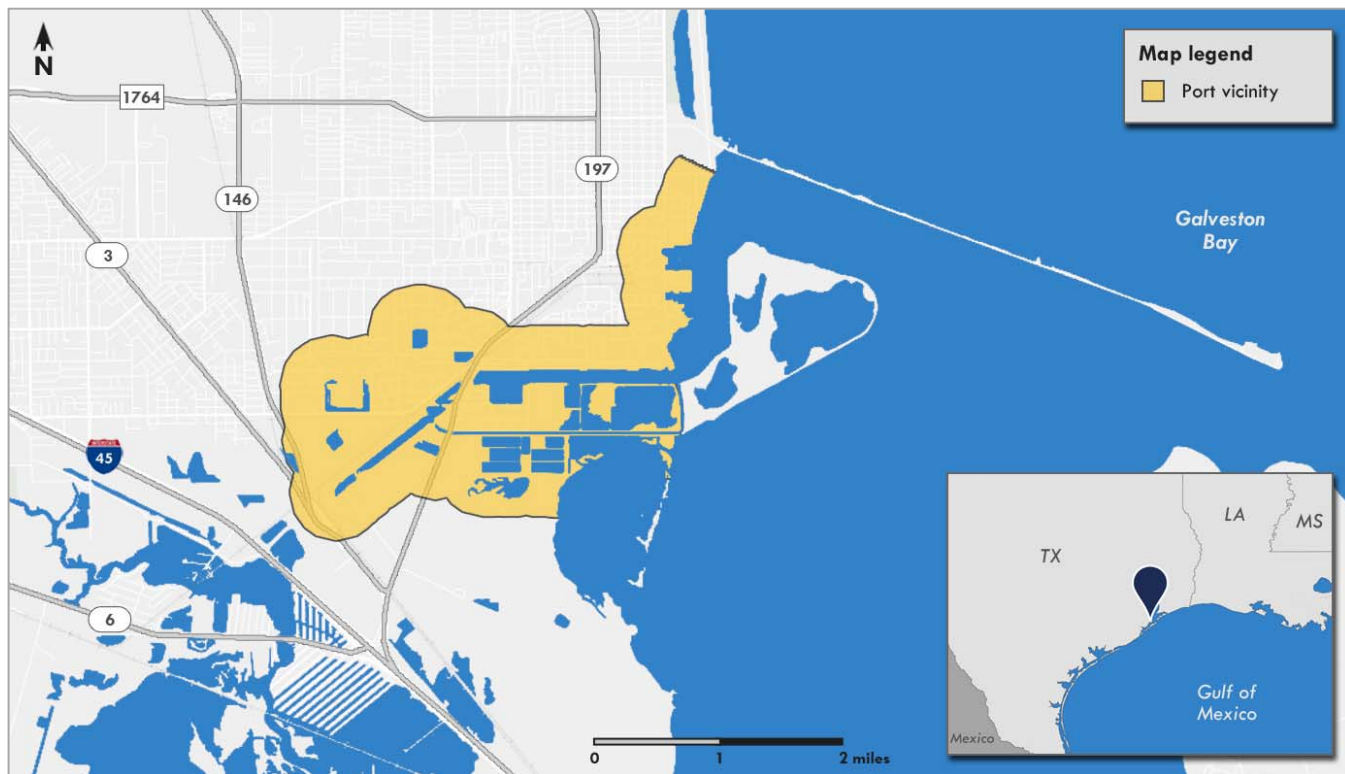 N
1764
146
197
3
45
6
Map legend
Port vicinity
Galveston
Bay
0
1
2 miles
TX
LA
MS
Gulf of
Mexico
Mexico